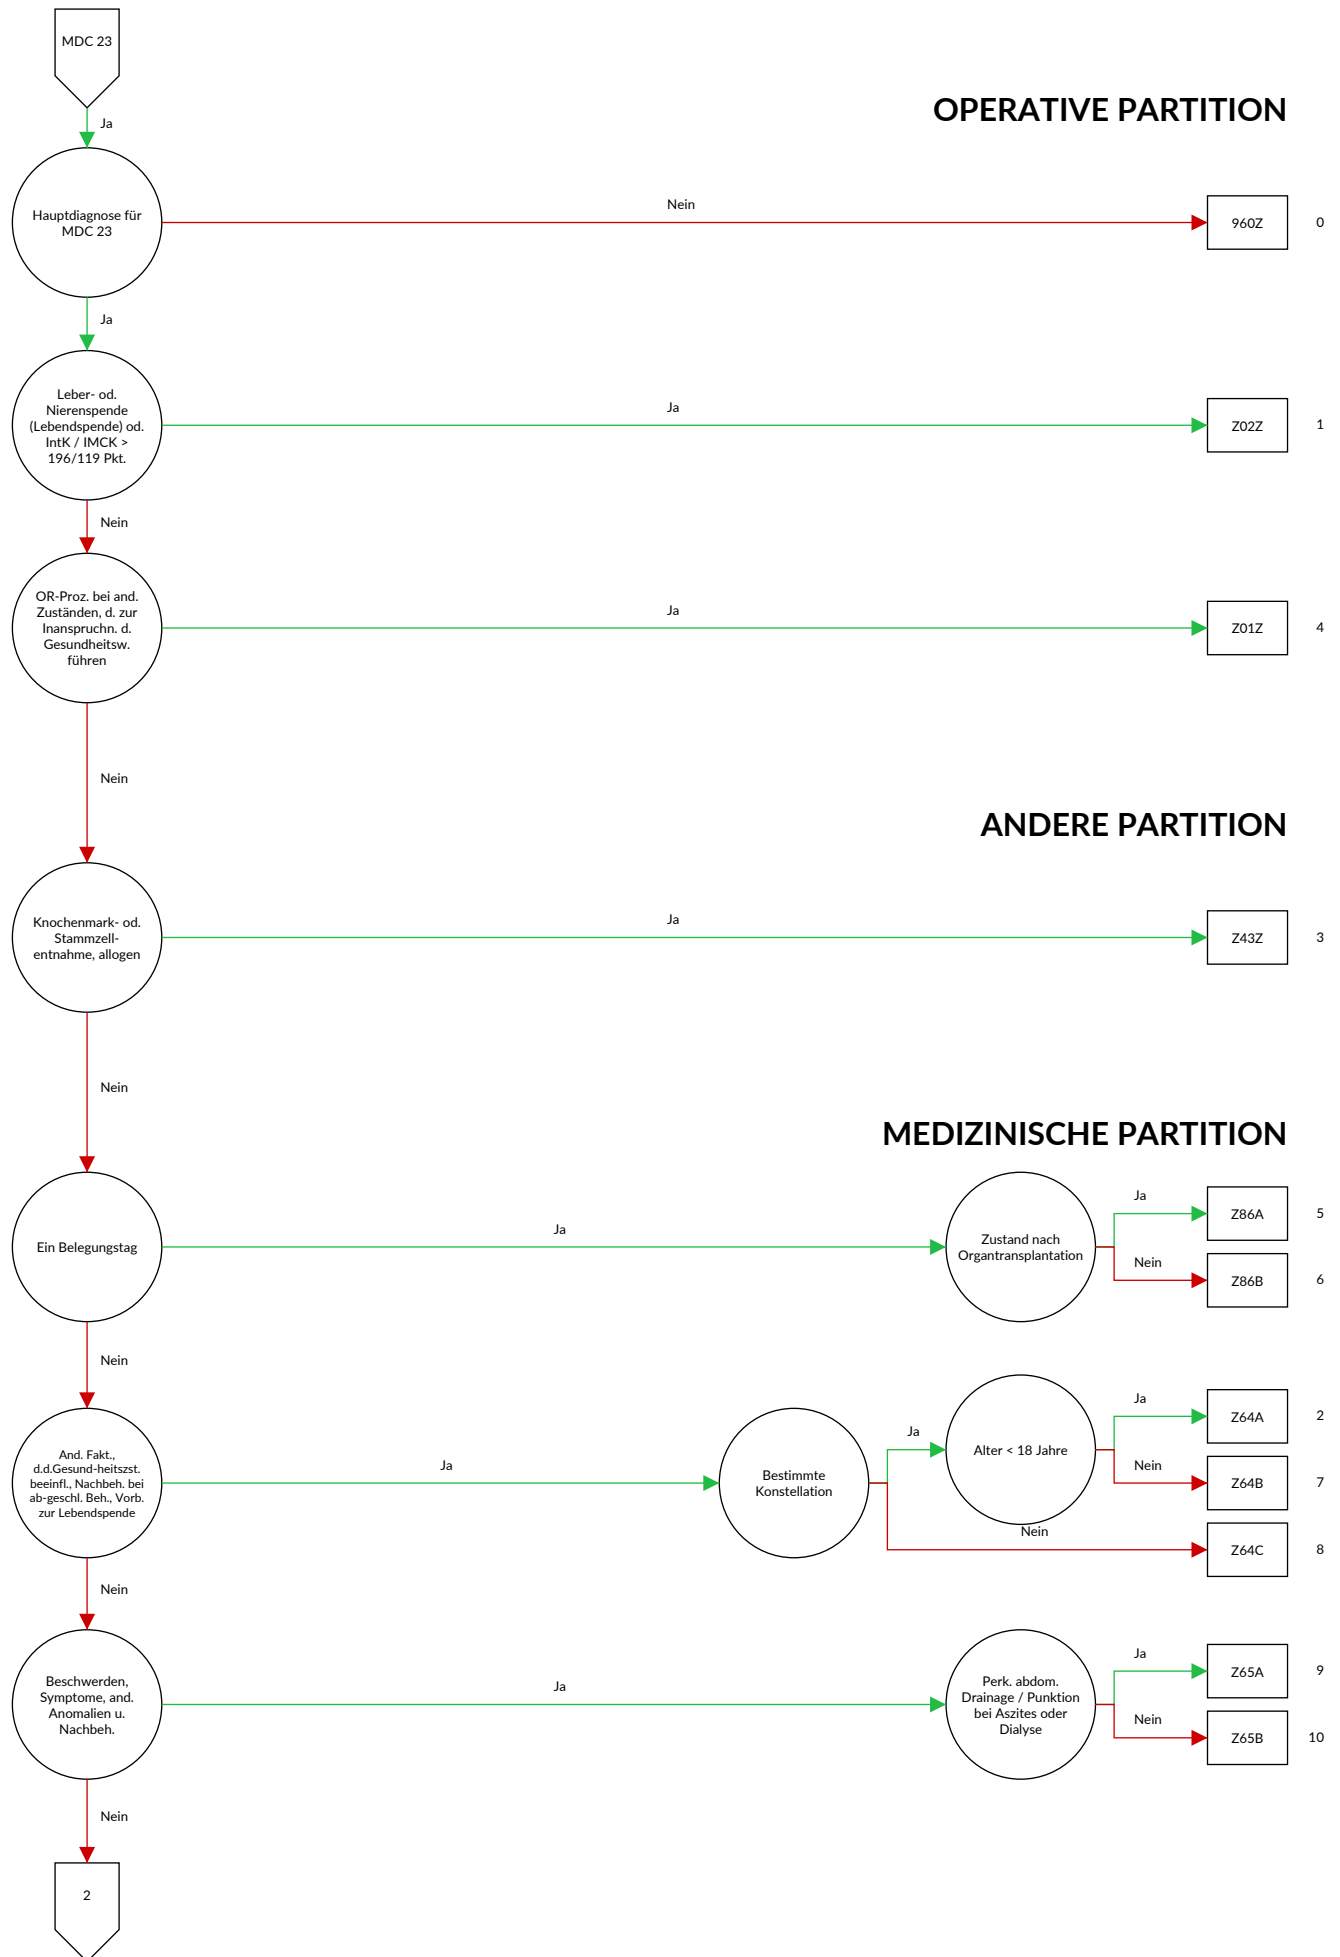 MDC 23
OPERATIVE PARTITION
Ja
Hauptdiagnose für
MDC 23
Nein
960Z
0
Ja
Leber- od.
Nierenspende
(Lebendspende) od.
IntK / IMCK >
196/119 Pkt.
Ja
Z02Z
1
Nein
OR-Proz. bei and.
Zuständen, d. zur
Inanspruchn. d.
Gesundheitsw.
führen
Ja
Z01Z
4
Nein
ANDERE PARTITION
Knochenmark- od.
Stammzell-
entnahme, allogen
Ja
Z43Z
3
Nein
MEDIZINISCHE PARTITION
Ein Belegungstag
Ja
Zustand nach
Organtransplantation
Ja
Z86A
5
Nein
Z86B
6
Nein
And. Fakt.,
d.d.Gesund-heitszst.
beeinfl., Nachbeh. bei
ab-geschl. Beh., Vorb.
zur Lebendspende
Ja
Bestimmte
Konstellation
Ja
Alter < 18 Jahre
Ja
Z64A
2
Nein
Z64B
7
Nein
Z64C
8
Nein
Beschwerden,
Symptome, and.
Anomalien u.
Nachbeh.
Ja
Perk. abdom.
Drainage / Punktion
bei Aszites oder
Dialyse
Ja
Z65A
9
Nein
Z65B
10
Nein
2